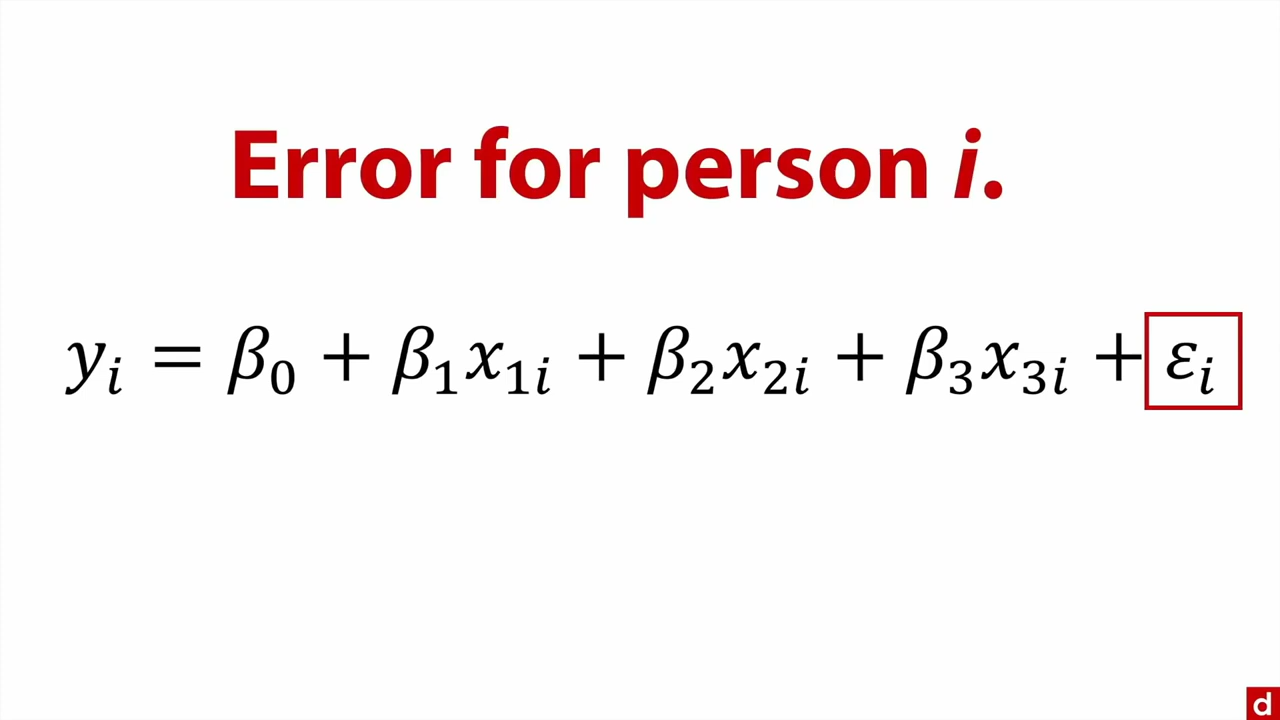 Error for person i.
yᵢ = β₀ + β₁x₁ᵢ + β₂x₂ᵢ + β₃x₃ᵢ + εᵢ
d